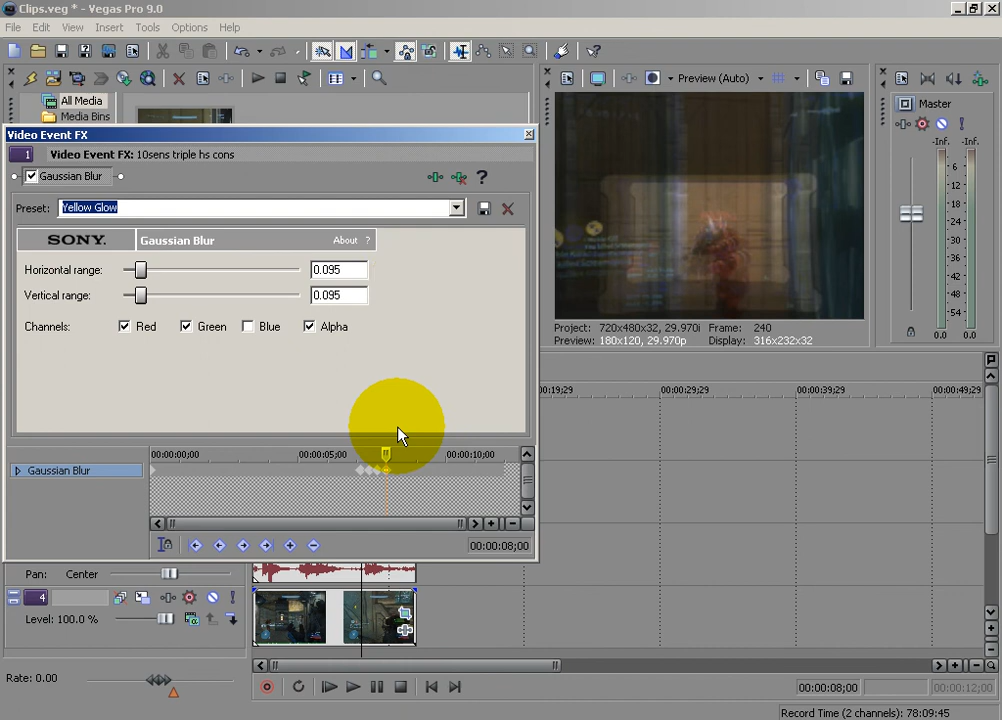 Clips.veg * - Vegas Pro 9.0
File Edit View Insert Tools Options Help
All Media
Media Bins
Preview (Auto)
Master
-Inf. -Inf.
6
12
18
24
30
36
42
48
54
0.0 0.0
Video Event FX
1 Video Event FX: 10sens triple hs cons
Gaussian Blur
Preset: Yellow Glow
SONY. Gaussian Blur About ?
Horizontal range: 0.095
Vertical range: 0.095
Channels: Red Green Blue Alpha
Project: 720x480x32, 29.970i Frame: 240
Preview: 180x120, 29.970p Display: 316x232x32
00:19;29 00:00:29;29 00:00:39;29 00:00:49;29
00:00:00;00 00:00:05;00 00:00:10;00
Gaussian Blur
00:00:08;00
Pan: Center
4
Level: 100.0 %
Rate: 0.00
00:00:08;00 00:00:12;00
Record Time (2 channels): 78:09:45